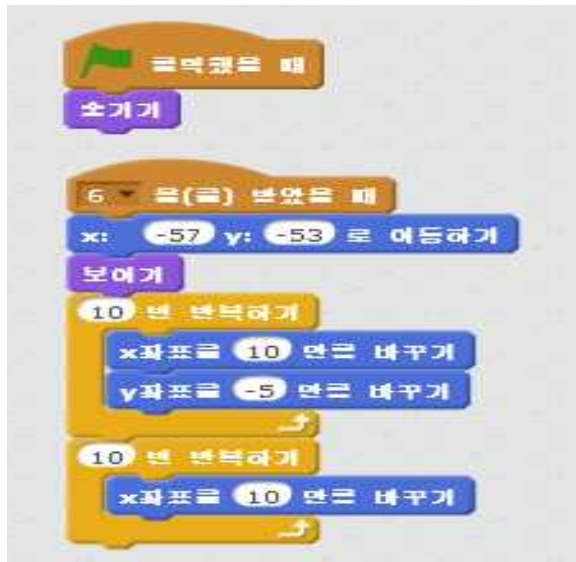 클릭했을 때
숨기기
6 을(를) 받았을 때
x: -57 y: -53 로 이동하기
보이기
10 번 반복하기
x좌표를 10 만큼 바꾸기
y좌표를 -5 만큼 바꾸기
10 번 반복하기
x좌표를 10 만큼 바꾸기